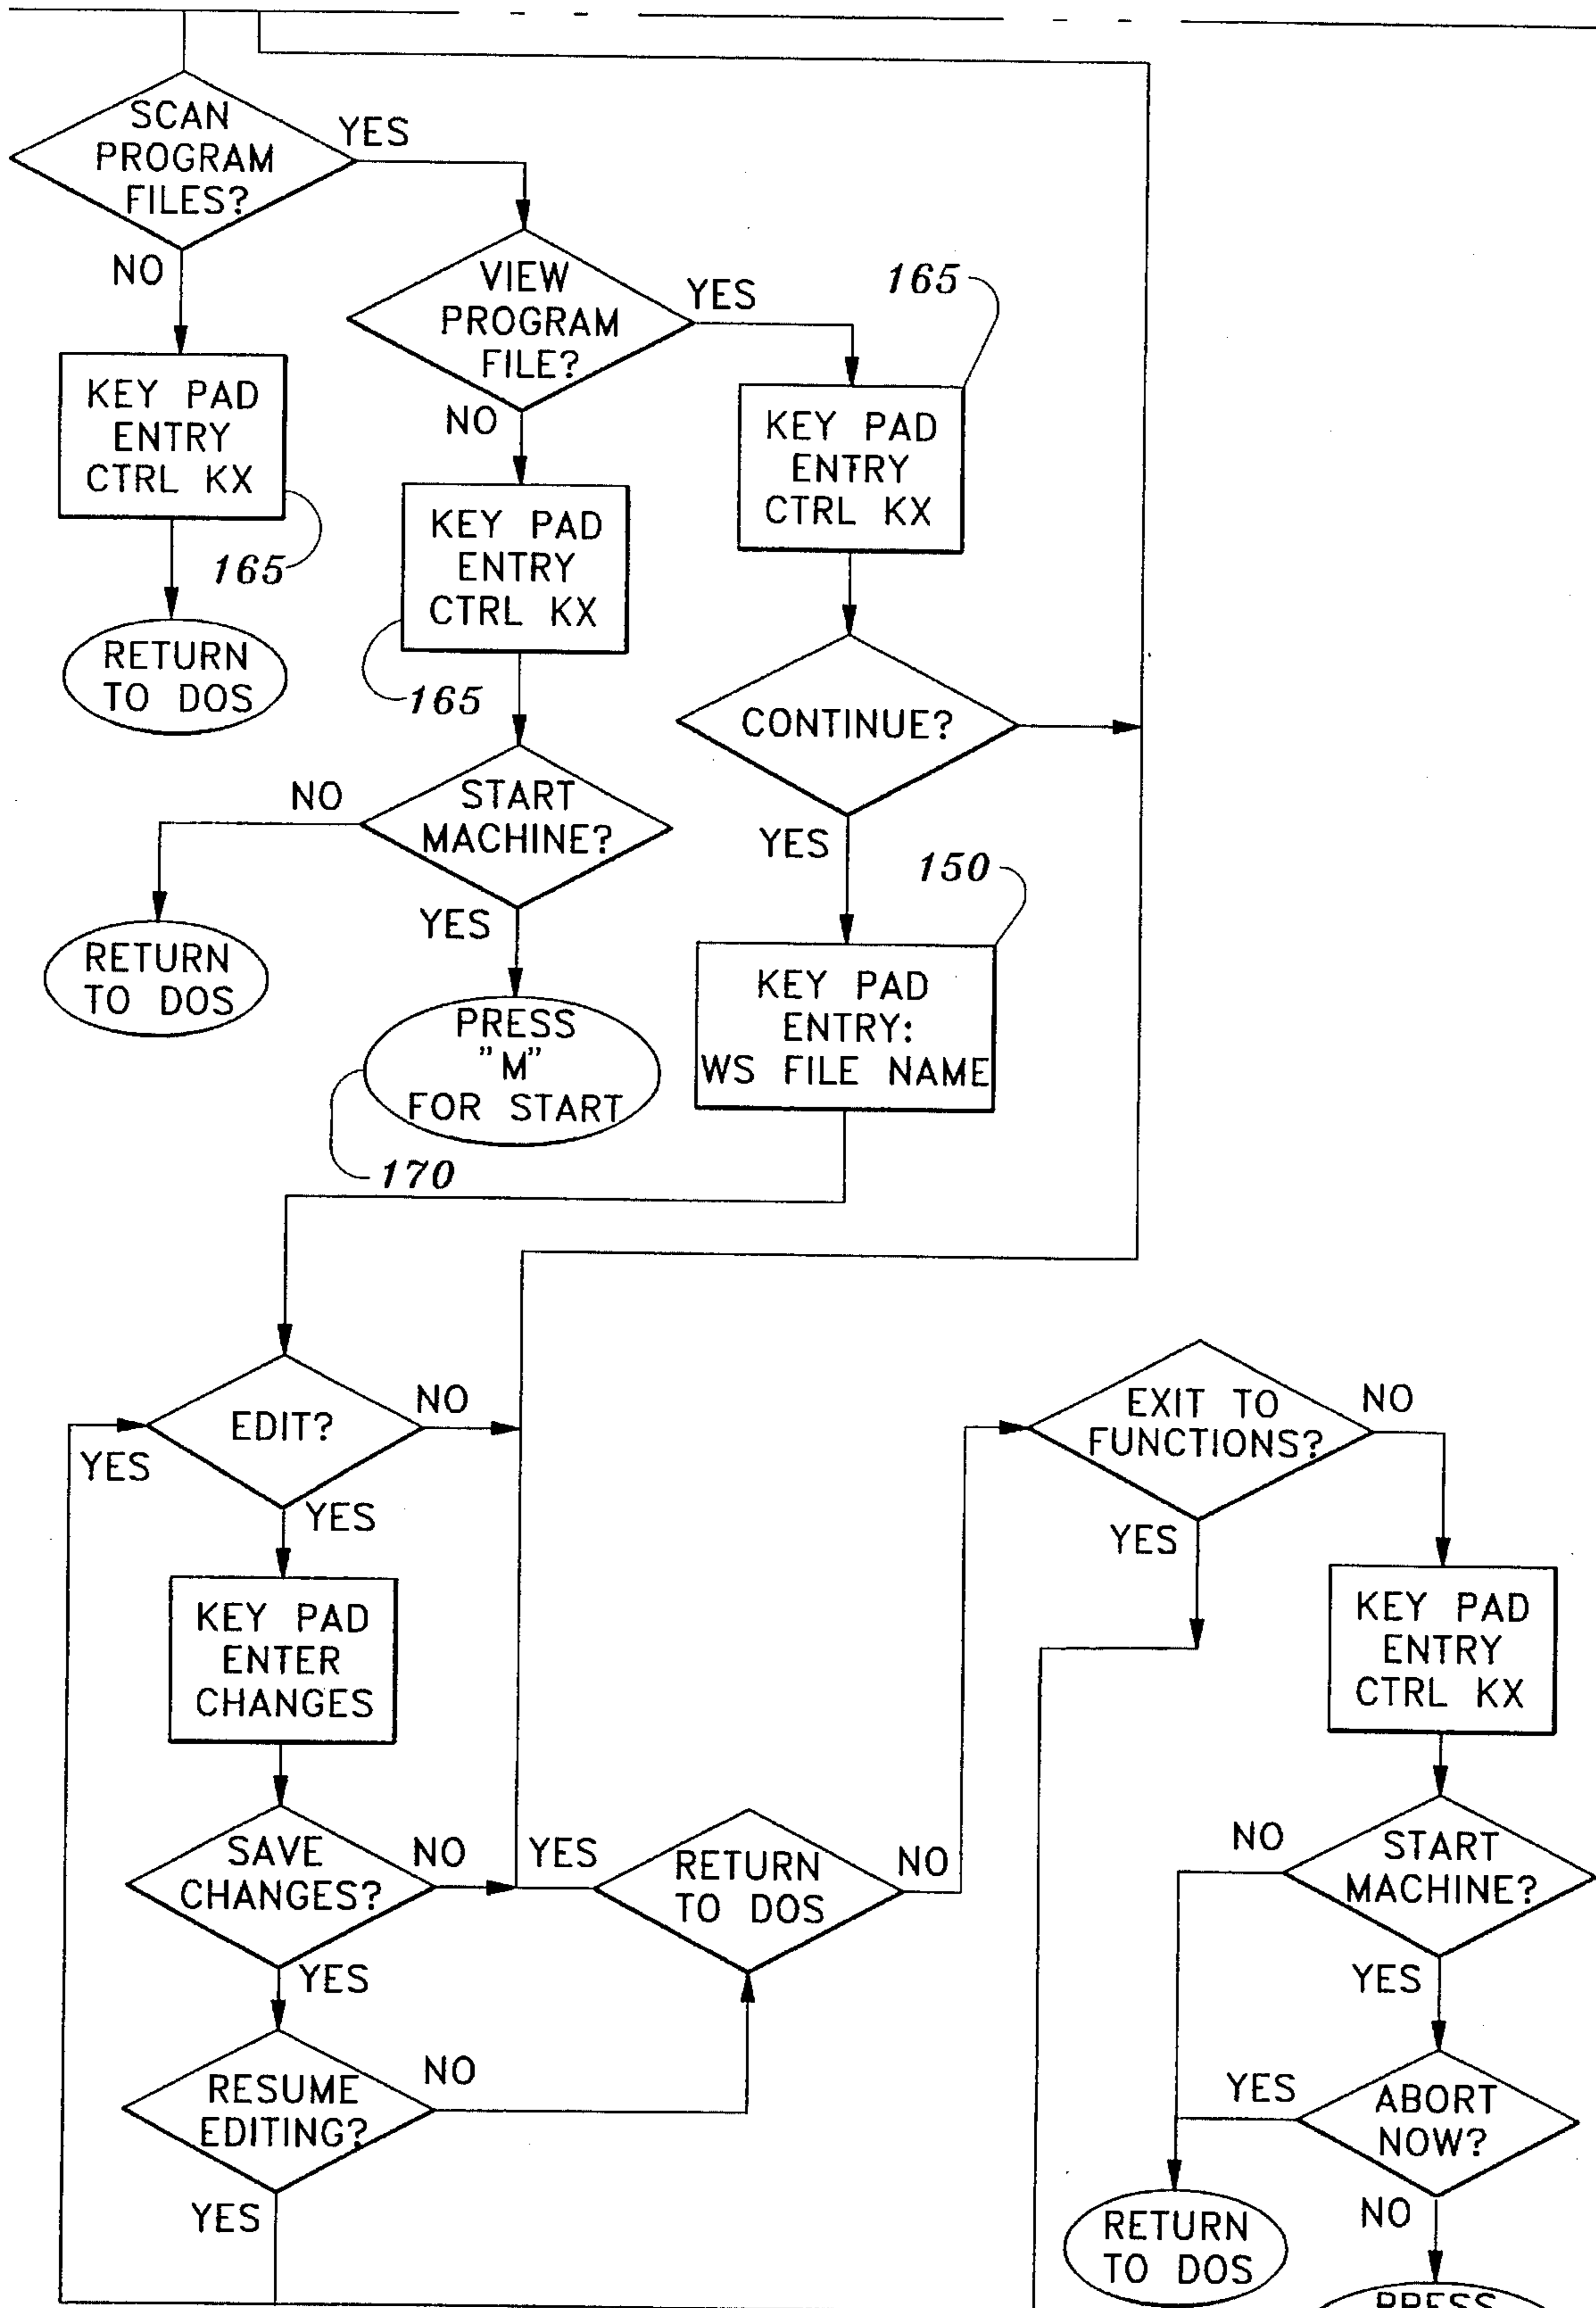 SCAN
PROGRAM
FILES?
YES
NO
KEY PAD
ENTRY
CTRL KX
165
RETURN
TO DOS
VIEW
PROGRAM
FILE?
YES
NO
KEY PAD
ENTRY
CTRL KX
165
START
MACHINE?
NO
RETURN
TO DOS
YES
PRESS
"M"
FOR START
170
165
KEY PAD
ENTRY
CTRL KX
CONTINUE?
YES
150
KEY PAD
ENTRY:
WS FILE NAME
EDIT?
NO
YES
YES
KEY PAD
ENTER
CHANGES
SAVE
CHANGES?
NO
YES
RESUME
EDITING?
NO
YES
YES
RETURN
TO DOS
NO
EXIT TO
FUNCTIONS?
NO
YES
KEY PAD
ENTRY
CTRL KX
START
MACHINE?
NO
YES
ABORT
NOW?
YES
NO
RETURN
TO DOS
PRESS